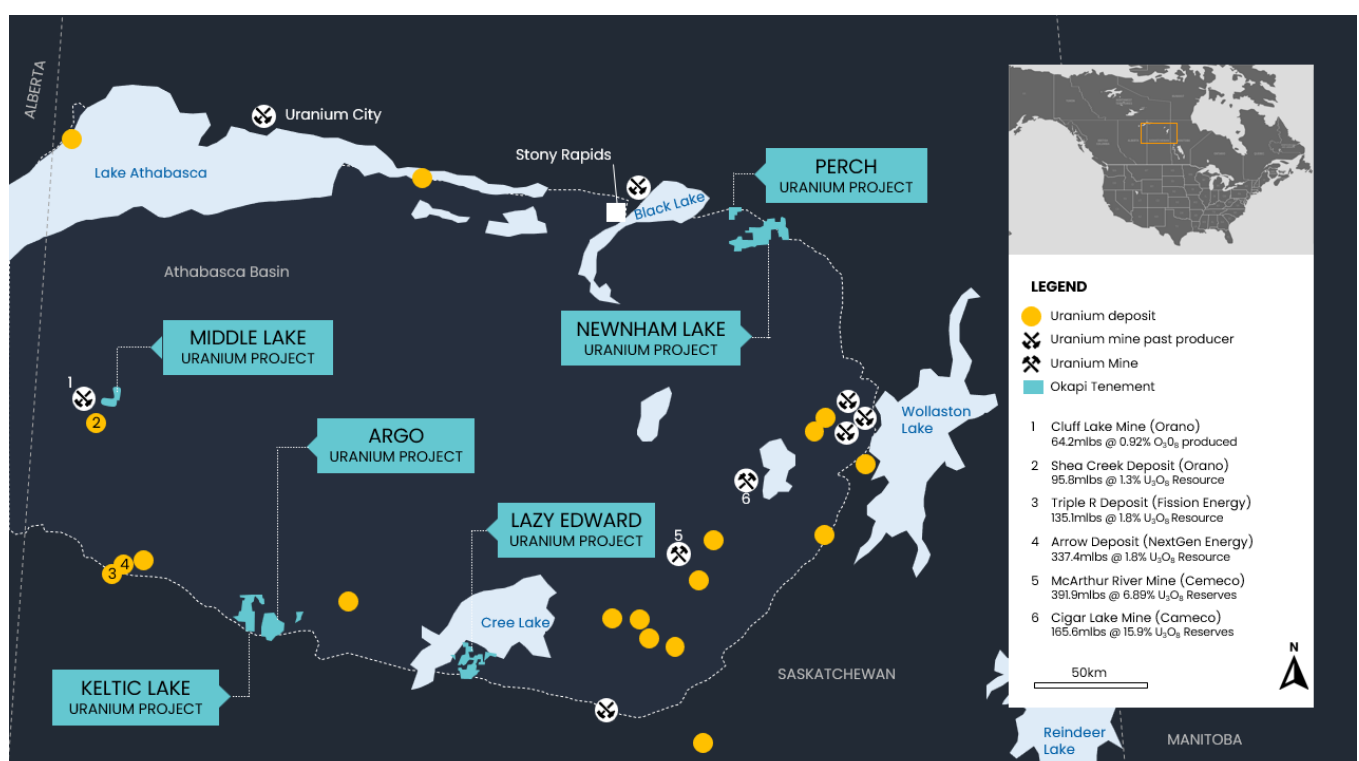 ALBERTA
Uranium City
Lake Athabasca
Stony Rapids
Black Lake
PERCH
URANIUM PROJECT
Athabasca Basin
MIDDLE LAKE
URANIUM PROJECT
NEWNHAM LAKE
URANIUM PROJECT
1
2
ARGO
URANIUM PROJECT
Wollaston
Lake
6
LAZY EDWARD
URANIUM PROJECT
5
4
3
Cree Lake
KELTIC LAKE
URANIUM PROJECT
SASKATCHEWAN
LEGEND
Uranium deposit
Uranium mine past producer
Uranium Mine
Okapi Tenement
1 Cluff Lake Mine (Orano)
64.2mlbs @ 0.92% O₃0₈ produced
2 Shea Creek Deposit (Orano)
95.8mlbs @ 1.3% U₃O₈ Resource
3 Triple R Deposit (Fission Energy)
135.1mlbs @ 1.8% U₃O₈ Resource
4 Arrow Deposit (NextGen Energy)
337.4mlbs @ 1.8% U₃O₈ Resource
5 McArthur River Mine (Cemeco)
391.9mlbs @ 6.89% U₃O₈ Reserves
6 Cigar Lake Mine (Cameco)
165.6mlbs @ 15.9% U₃O₈ Reserves
50km
N
Reindeer
Lake
MANITOBA